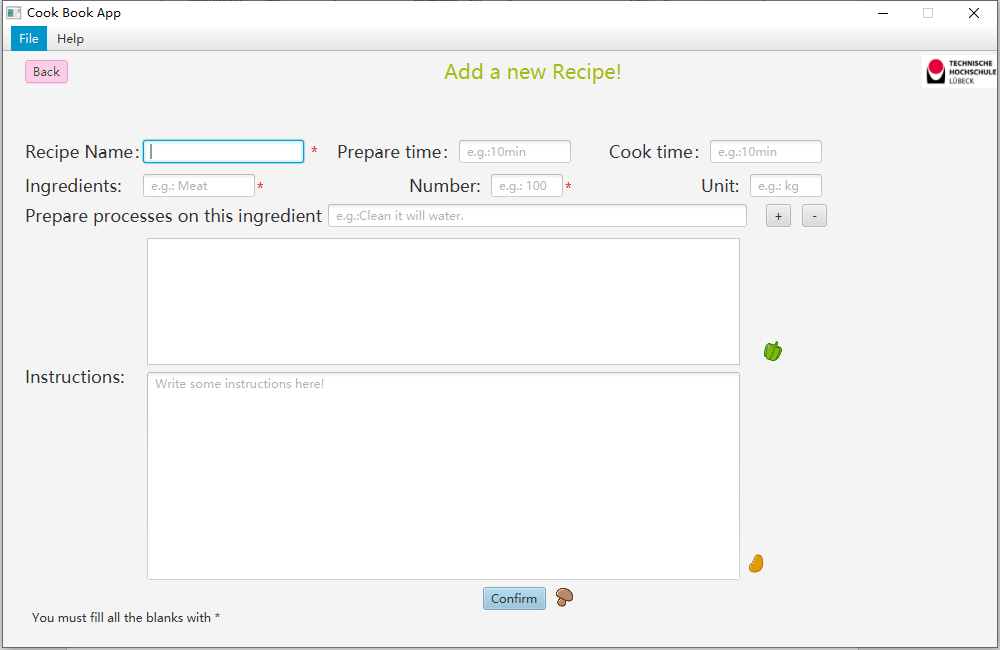 Cook Book App
File Help
Back Add a new Recipe! TECHNISCHE
HOCHSCHULE
LÜBECK
Recipe Name: * Prepare time: e.g.:10min Cook time: e.g.:10min
Ingredients: e.g.: Meat * Number: e.g.: 100 * Unit: e.g.: kg
Prepare processes on this ingredient e.g.:Clean it will water. + -
Instructions: Write some instructions here!
Confirm
You must fill all the blanks with *